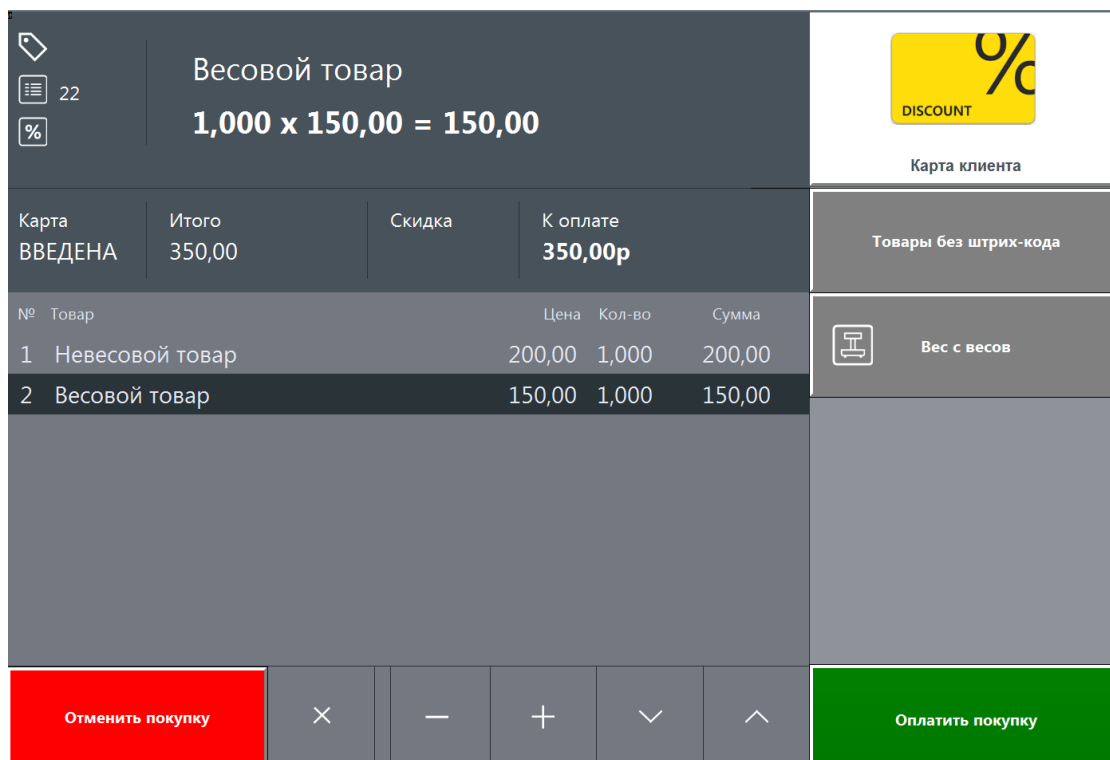 22
%
Весовой товар
1,000 x 150,00 = 150,00
%
DISCOUNT
Карта клиента
Карта Итого Скидка К оплате
ВВЕДЕНА 350,00 350,00р
Товары без штрих-кода
№ Товар Цена Кол-во Сумма
1 Невесовой товар 200,00 1,000 200,00
2 Весовой товар 150,00 1,000 150,00
Вес с весов
Отменить покупку
Оплатить покупку